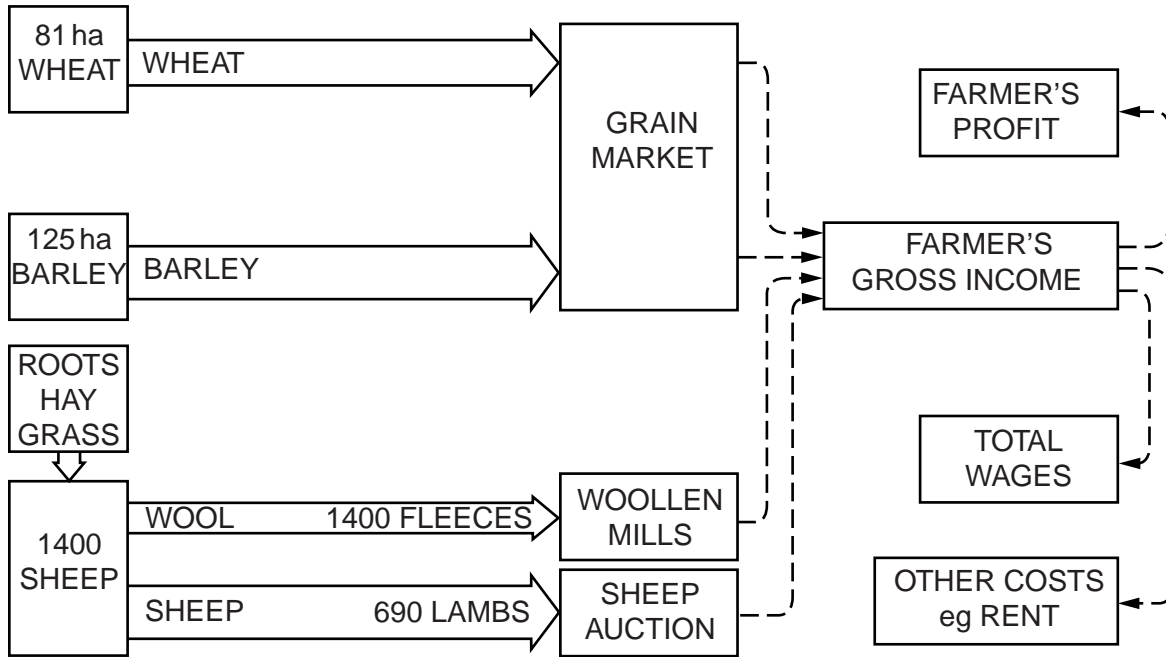 81 ha
WHEAT
WHEAT
GRAIN
MARKET
FARMER'S
PROFIT
125 ha
BARLEY
BARLEY
FARMER'S
GROSS INCOME
ROOTS
HAY
GRASS
TOTAL
WAGES
1400
SHEEP
WOOL 1400 FLEECES
WOOLLEN
MILLS
SHEEP 690 LAMBS
SHEEP
AUCTION
OTHER COSTS
eg RENT